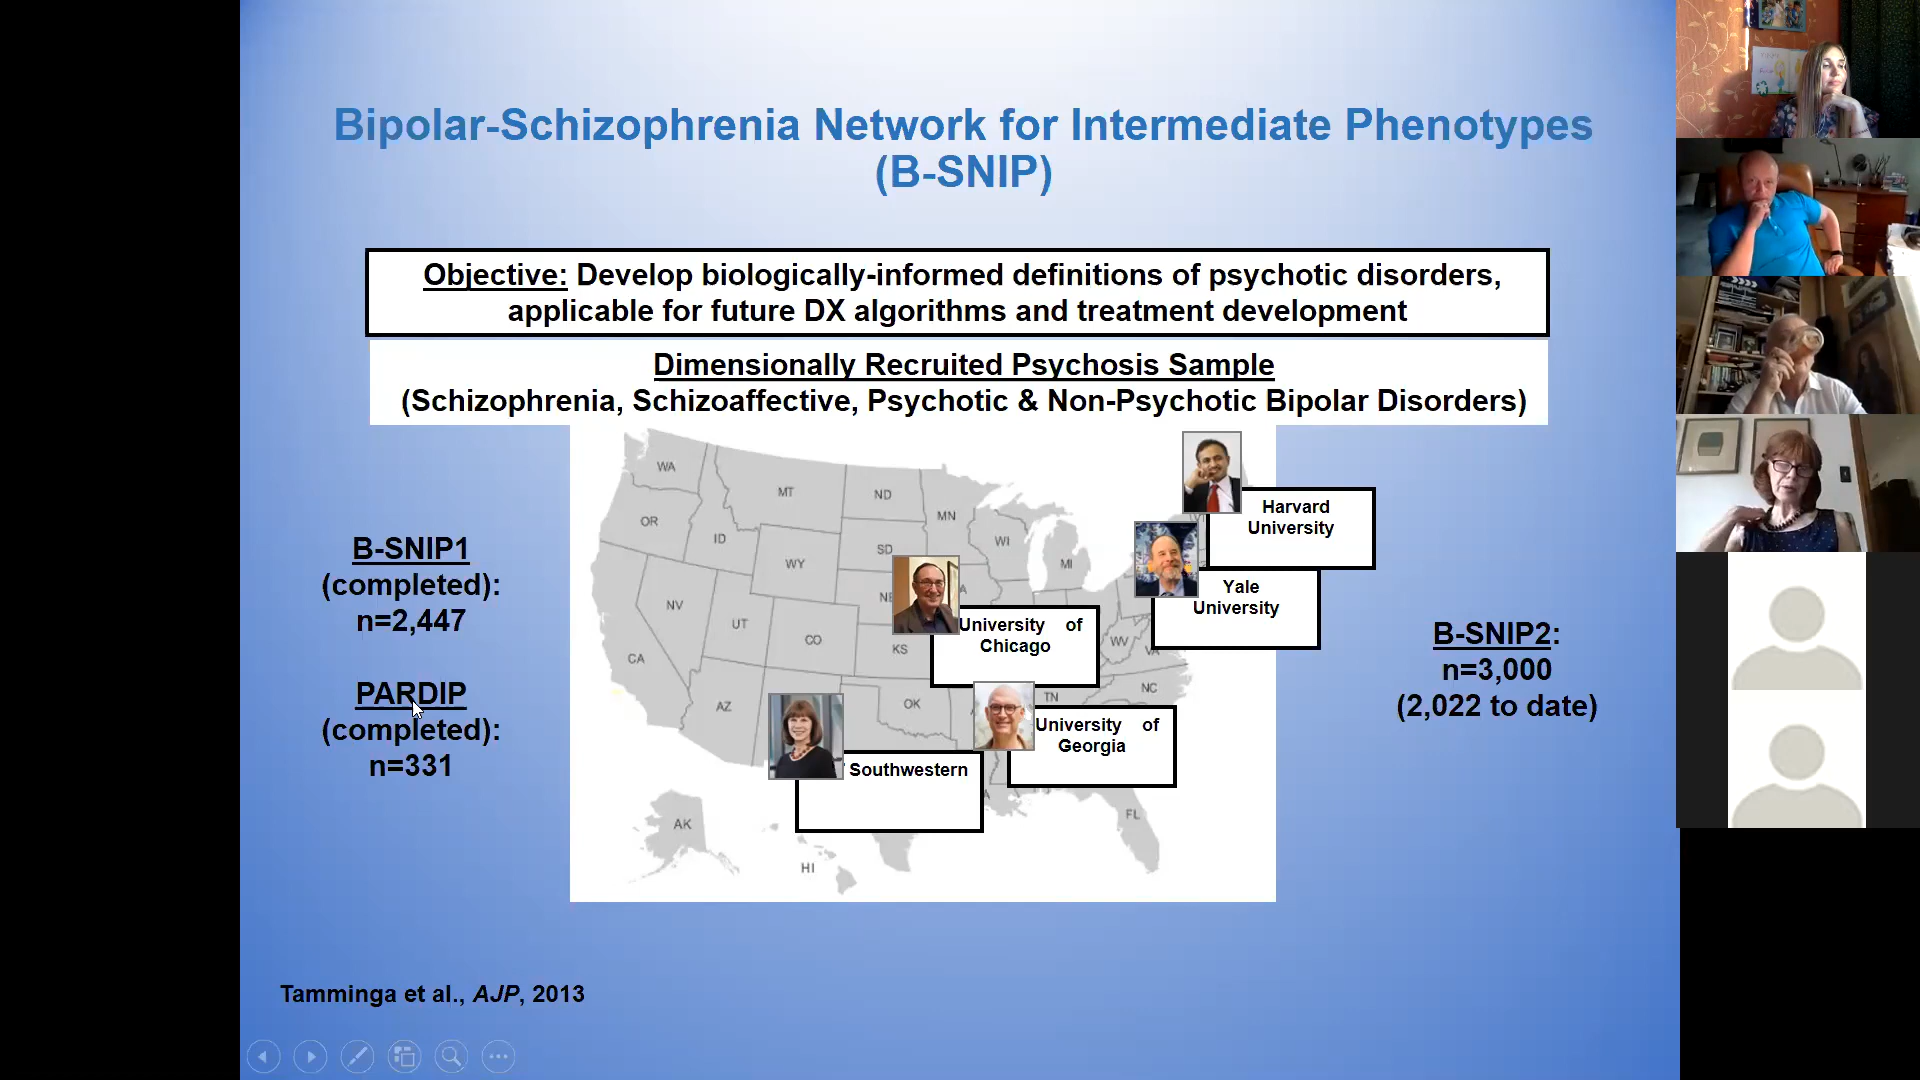 Bipolar-Schizophrenia Network for Intermediate Phenotypes
(B-SNIP)
Objective: Develop biologically-informed definitions of psychotic disorders,
applicable for future DX algorithms and treatment development
Dimensionally Recruited Psychosis Sample
(Schizophrenia, Schizoaffective, Psychotic & Non-Psychotic Bipolar Disorders)
B-SNIP1
(completed):
n=2,447
PARDIP
(completed):
n=331
WA
MT
ND
MN
OR
ID
SD
WI
MI
WY
NV
UT
CO
CA
KS
WV
VA
AZ
OK
TN
NC
FL
AK
HI
Harvard
University
Yale
University
University of
Chicago
University of
Georgia
Southwestern
B-SNIP2:
n=3,000
(2,022 to date)
Tamminga et al., AJP, 2013